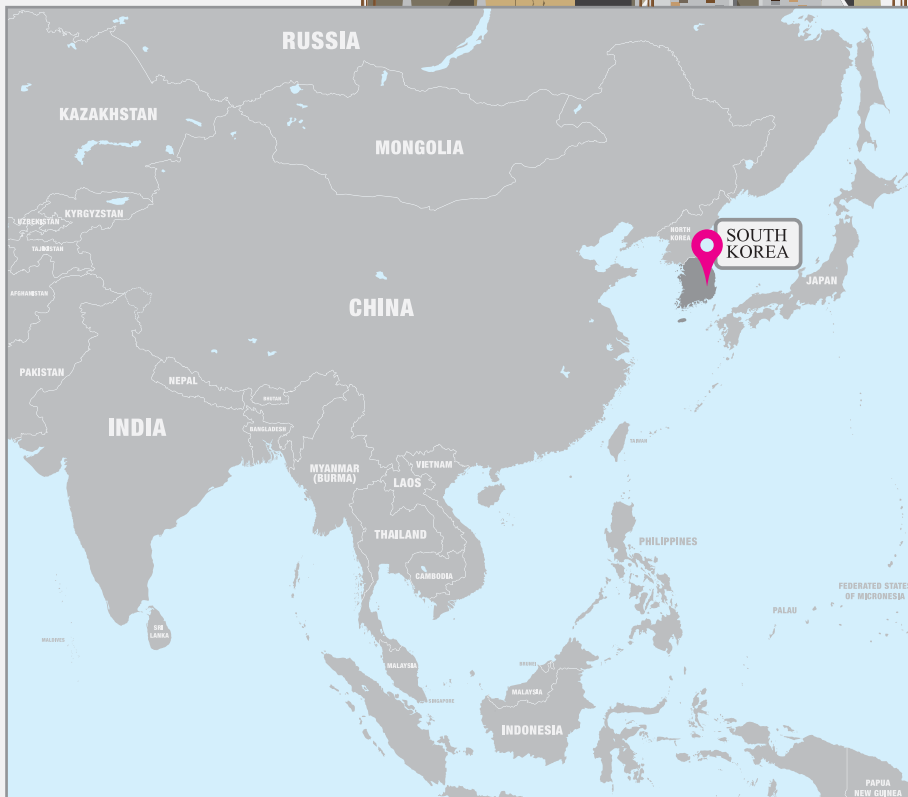 RUSSIA
KAZAKHSTAN
MONGOLIA
UZBEKISTAN
KYRGYZSTAN
TAJIKISTAN
NORTH
KOREA
SOUTH
KOREA
AFGHANISTAN
JAPAN
CHINA
PAKISTAN
NEPAL
BHUTAN
INDIA
BANGLADESH
TAIWAN
MYANMAR
(BURMA)
VIETNAM
LAOS
THAILAND
PHILIPPINES
CAMBODIA
FEDERATED STATES
OF MICRONESIA
PALAU
SRI
LANKA
MALDIVES
MALAYSIA
BRUNEI
MALAYSIA
SINGAPORE
INDONESIA
PAPUA
NEW GUINEA